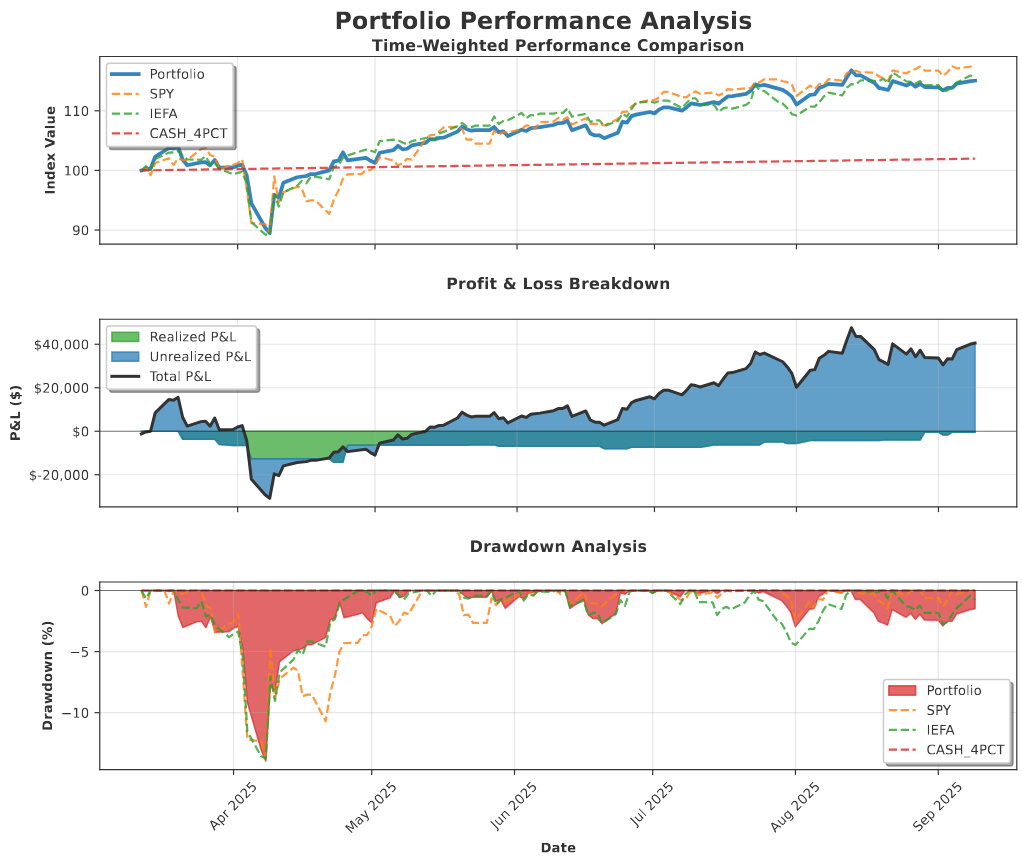 Portfolio Performance Analysis
Time-Weighted Performance Comparison
Portfolio
SPY
IEFA
CASH_4PCT
Index Value
110
100
90
Profit & Loss Breakdown
Realized P&L
Unrealized P&L
Total P&L
P&L ($)
$40,000
$20,000
$0
$-20,000
Drawdown Analysis
Drawdown (%)
0
−5
−10
Portfolio
SPY
IEFA
CASH_4PCT
Apr 2025
May 2025
Jun 2025
Jul 2025
Aug 2025
Sep 2025
Date